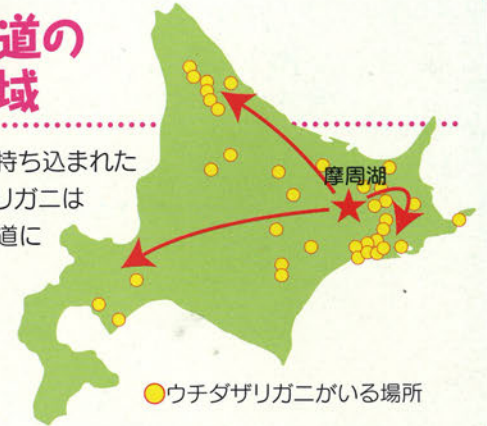 道の
域
持ち込まれた
リガニは
道に
摩周湖
ウチダザリガニがいる場所